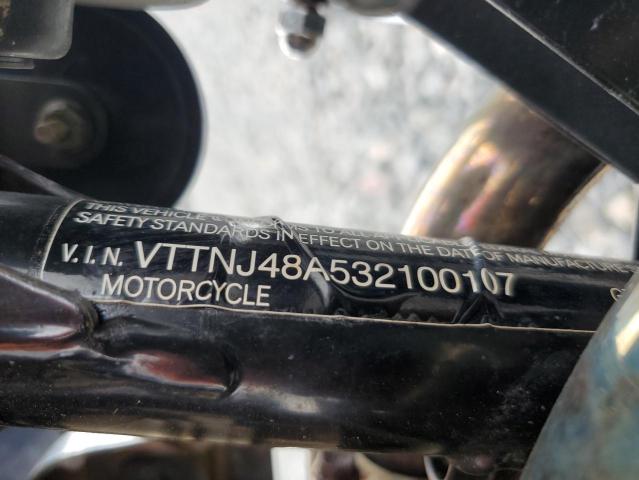 THIS VEHICLE
SAFETY STANDARDS IN EFFECT ON THE DATE OF MANUFACTURE
V.I.N. VTTNJ48A532100107
MOTORCYCLE